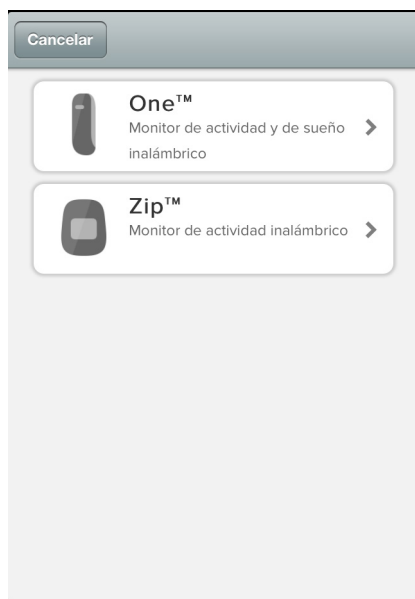 Cancelar
One™
Monitor de actividad y de sueño
inalámbrico
Zip™
Monitor de actividad inalámbrico